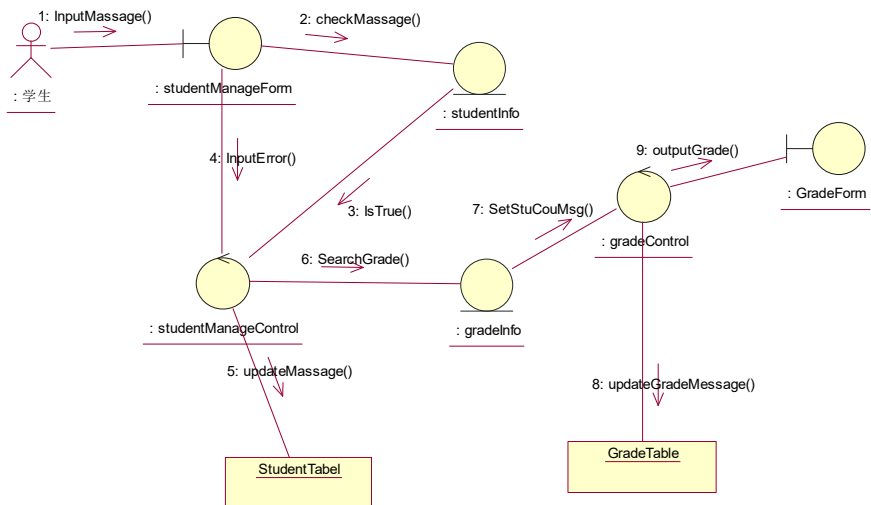 1: InputMassage()
2: checkMassage()
: 学生
: studentManageForm
: studentInfo
4: InputError()
9: outputGrade()
3: IsTrue()
7: SetStuCouMsg()
: GradeForm
: gradeControl
6: SearchGrade()
: studentManageControl
: gradeInfo
5: updateMassage()
8: updateGradeMessage()
StudentTabel
GradeTable